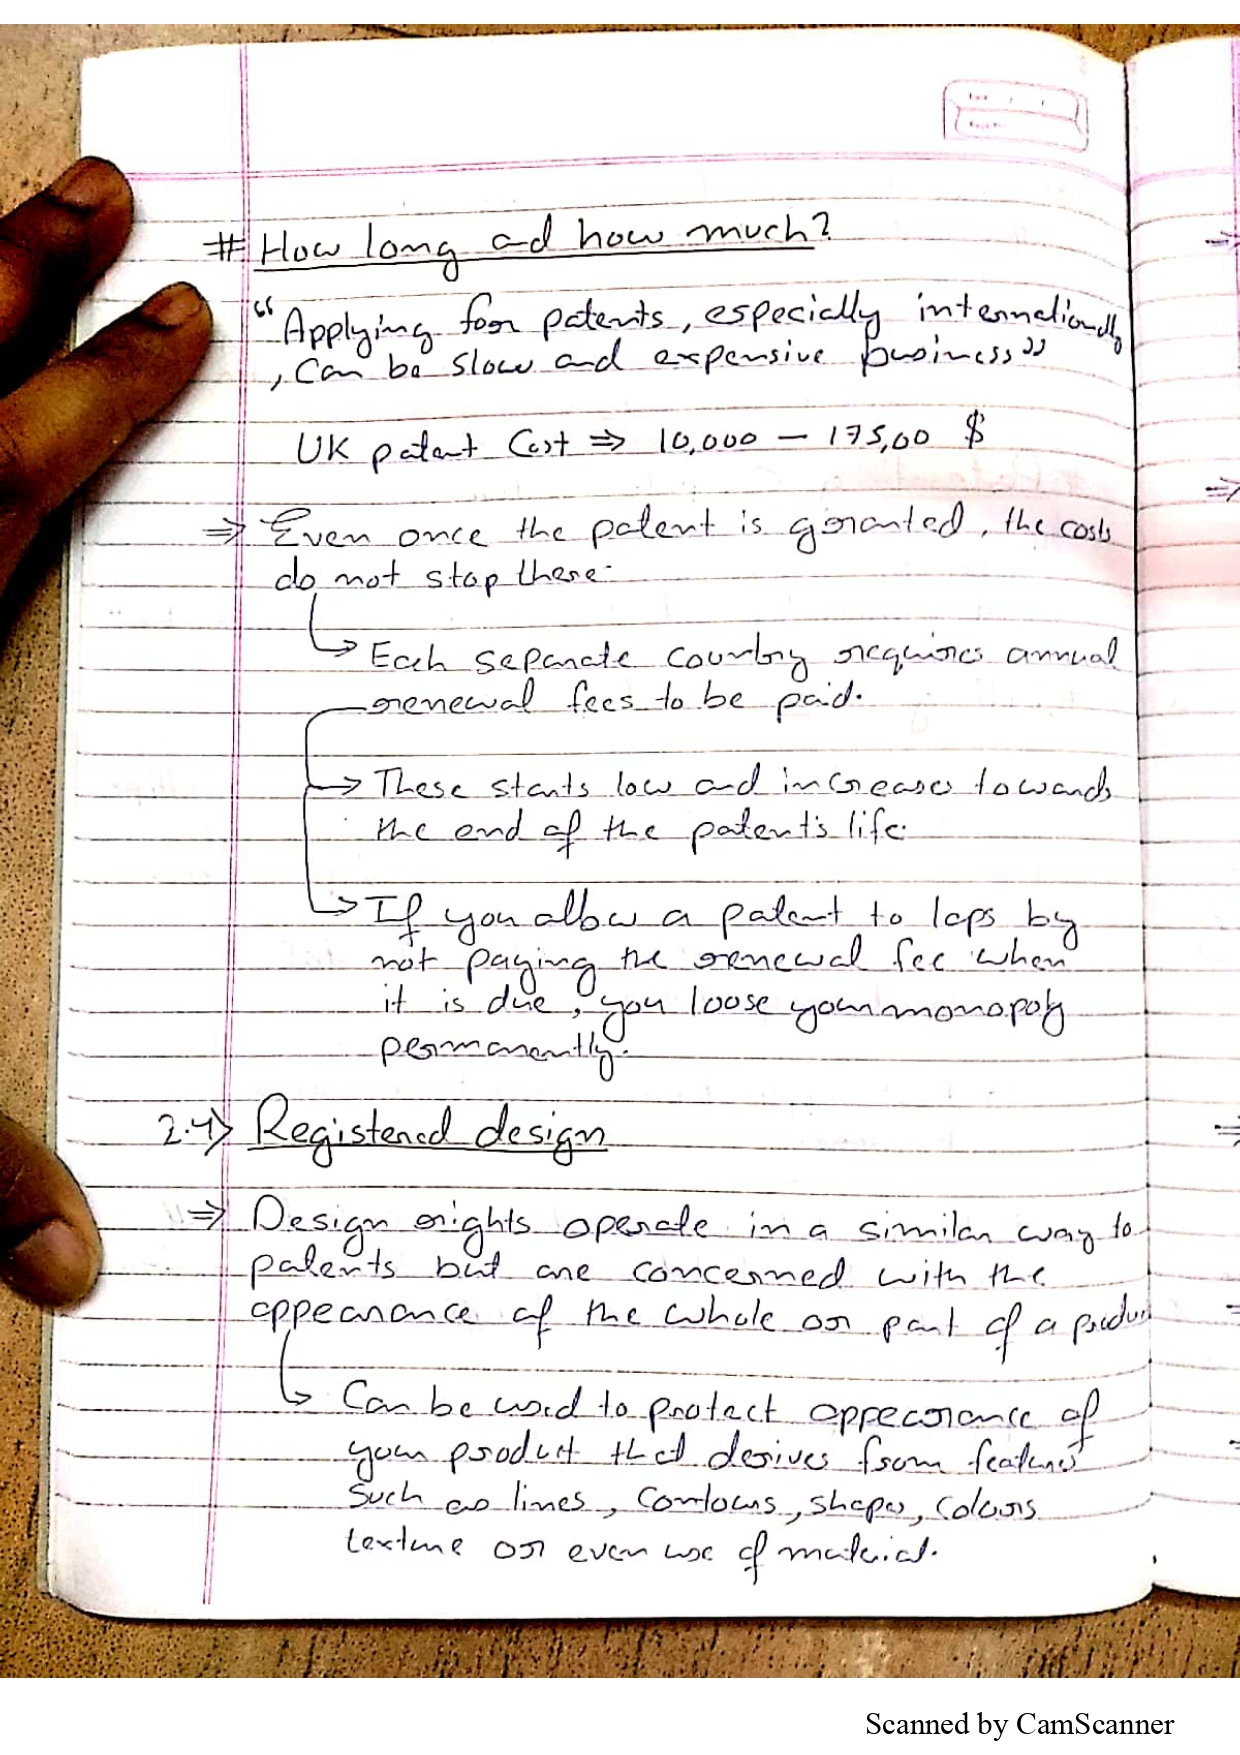 # How long ad how much?
"Applying for patents, especially internationally
, Can be slow and expensive business"
UK patent Cost ⇒ 10,000 – 175,00 $
⇒ Even once the patent is granted, the costs
do not stop there.
→ Each separate country requires annual
renewal fees to be paid.
→ These starts low and increases towards
the end of the patent's life.
→ If you allow a patent to laps by
not paying the renewal fee when
it is due, you loose your monopoly
permanently.
2.4) Registered design
⇒ Design rights operate in a similar way to
patents but are concerned with the
appearance of the whole or part of a product
→ Can be used to protect appearance of
your product that derives from features
such as lines, contours, shapes, colours
texture or even use of material.
Scanned by CamScanner